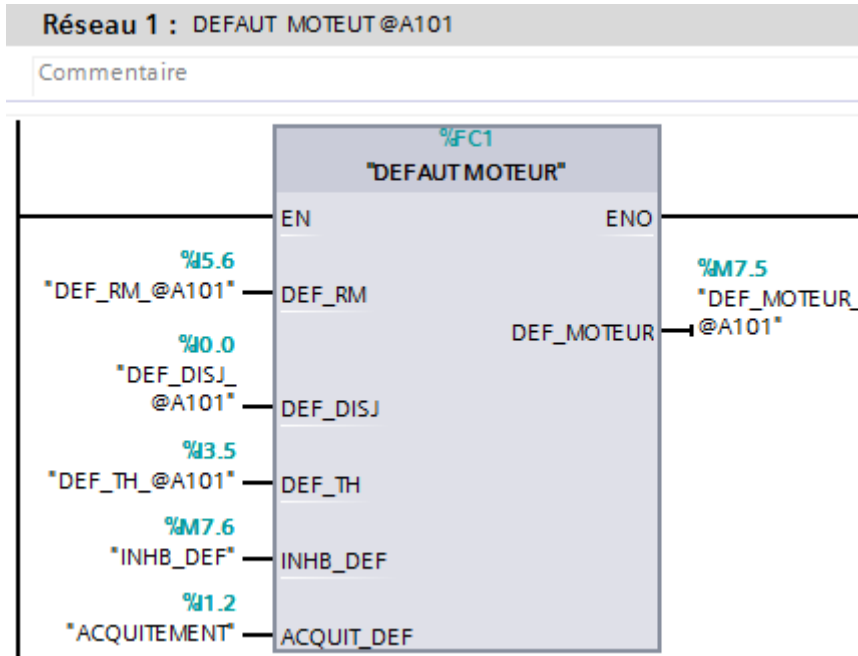 Réseau 1 : DEFAUT MOTEUT @A101
Commentaire
%FC1
"DEFAUT MOTEUR"
EN ENO
%I5.6
"DEF_RM_@A101" DEF_RM
%M7.5
"DEF_MOTEUR_
@A101"
DEF_MOTEUR
%I0.0
"DEF_DISJ_
@A101" DEF_DISJ
%I3.5
"DEF_TH_@A101" DEF_TH
%M7.6
"INHB_DEF" INHB_DEF
%I1.2
"ACQUITEMENT" ACQUIT_DEF